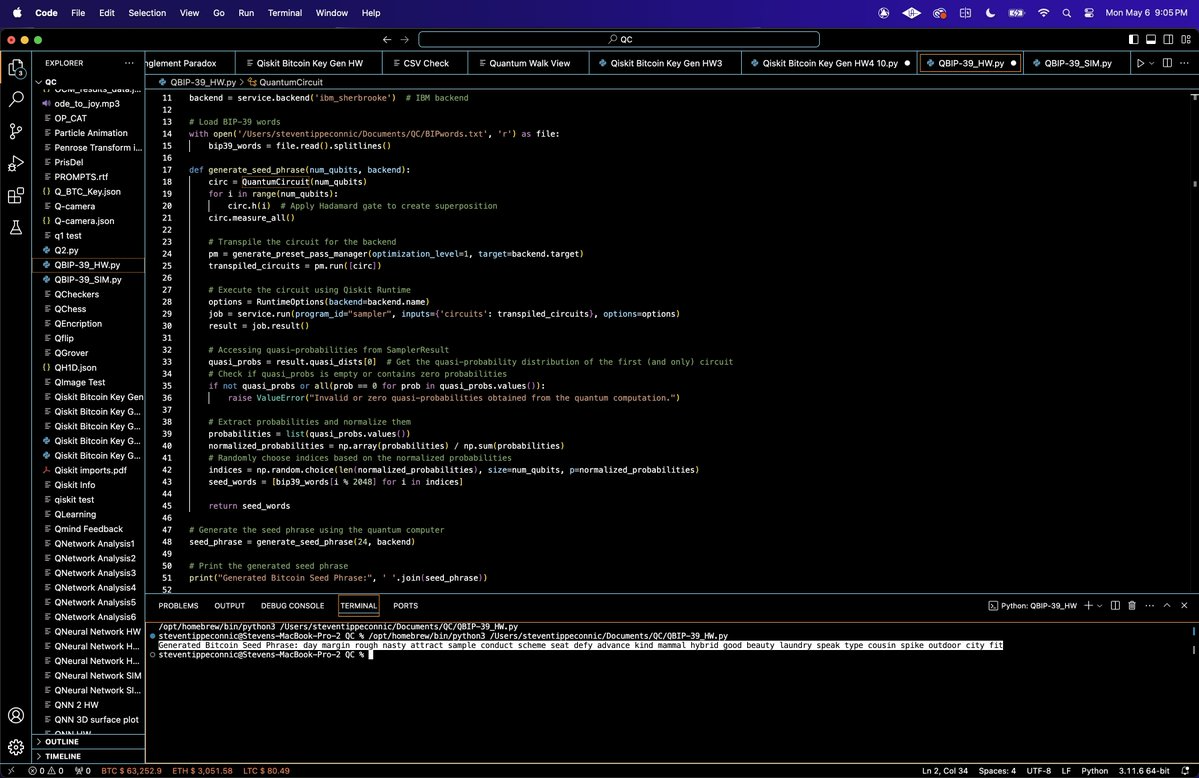 Code File Edit Selection View Go Run Terminal Window Help Mon May 6 9:05 PM
QC
EXPLORER
nglement Paradox Qiskit Bitcoin Key Gen HW CSV Check Quantum Walk View Qiskit Bitcoin Key Gen HW3 Qiskit Bitcoin Key Gen HW4 10.py QBIP-39_HW.py QBIP-39_SIM.py
QBIP-39_HW.py > QuantumCircuit
QC
ode_to_joy.mp3
OP_CAT
Particle Animation
Penrose Transform i...
PrisDel
PROMPTS.rtf
Q_BTC_Key.json
Q-camera
Q-camera.json
q1 test
Q2.py
QBIP-39_HW.py
QBIP-39_SIM.py
QCheckers
QChess
QEncription
Qflip
QGrover
QH1D.json
QImage Test
Qiskit Bitcoin Key Gen
Qiskit Bitcoin Key G...
Qiskit Bitcoin Key G...
Qiskit Bitcoin Key G...
Qiskit Bitcoin Key G...
Qiskit imports.pdf
Qiskit Info
qiskit test
QLearning
Qmind Feedback
QNetwork Analysis1
QNetwork Analysis2
QNetwork Analysis3
QNetwork Analysis4
QNetwork Analysis5
QNetwork Analysis6
QNeural Network HW
QNeural Network H...
QNeural Network H...
QNeural Network SIM
QNeural Network SI...
QNN 2 HW
QNN 3D surface plot
QNN HW
OUTLINE
TIMELINE
11 backend = service.backend('ibm_sherbrooke')  # IBM backend
12
13 # Load BIP-39 words
14 with open('/Users/steventippeconnic/Documents/QC/BIPwords.txt', 'r') as file:
15     bip39_words = file.read().splitlines()
16
17 def generate_seed_phrase(num_qubits, backend):
18     circ = QuantumCircuit(num_qubits)
19     for i in range(num_qubits):
20         circ.h(i)  # Apply Hadamard gate to create superposition
21     circ.measure_all()
22
23     # Transpile the circuit for the backend
24     pm = generate_preset_pass_manager(optimization_level=1, target=backend.target)
25     transpiled_circuits = pm.run([circ])
26
27     # Execute the circuit using Qiskit Runtime
28     options = RuntimeOptions(backend=backend.name)
29     job = service.run(program_id="sampler", inputs={'circuits': transpiled_circuits}, options=options)
30     result = job.result()
31
32     # Accessing quasi-probabilities from SamplerResult
33     quasi_probs = result.quasi_dists[0]  # Get the quasi-probability distribution of the first (and only) circuit
34     # Check if quasi_probs is empty or contains zero probabilities
35     if not quasi_probs or all(prob == 0 for prob in quasi_probs.values()):
36         raise ValueError("Invalid or zero quasi-probabilities obtained from the quantum computation.")
37
38     # Extract probabilities and normalize them
39     probabilities = list(quasi_probs.values())
40     normalized_probabilities = np.array(probabilities) / np.sum(probabilities)
41     # Randomly choose indices based on the normalized probabilities
42     indices = np.random.choice(len(normalized_probabilities), size=num_qubits, p=normalized_probabilities)
43     seed_words = [bip39_words[i % 2048] for i in indices]
44
45     return seed_words
46
47 # Generate the seed phrase using the quantum computer
48 seed_phrase = generate_seed_phrase(24, backend)
49
50 # Print the generated seed phrase
51 print("Generated Bitcoin Seed Phrase:", ' '.join(seed_phrase))
52
PROBLEMS OUTPUT DEBUG CONSOLE TERMINAL PORTS Python: QBIP-39_HW
/opt/homebrew/bin/python3 /Users/steventippeconnic/Documents/QC/QBIP-39_HW.py
steventippeconnic@Stevens-MacBook-Pro-2 QC % /opt/homebrew/bin/python3 /Users/steventippeconnic/Documents/QC/QBIP-39_HW.py
Generated Bitcoin Seed Phrase: day margin rough nasty attract sample conduct scheme seat defy advance kind mammal hybrid good beauty laundry speak type cousin spike outdoor city fit
steventippeconnic@Stevens-MacBook-Pro-2 QC %
0 0 0 BTC $ 63,252.9 ETH $ 3,051.58 LTC $ 80.49 Ln 2, Col 34 Spaces: 4 UTF-8 LF Python 3.11.6 64-bit